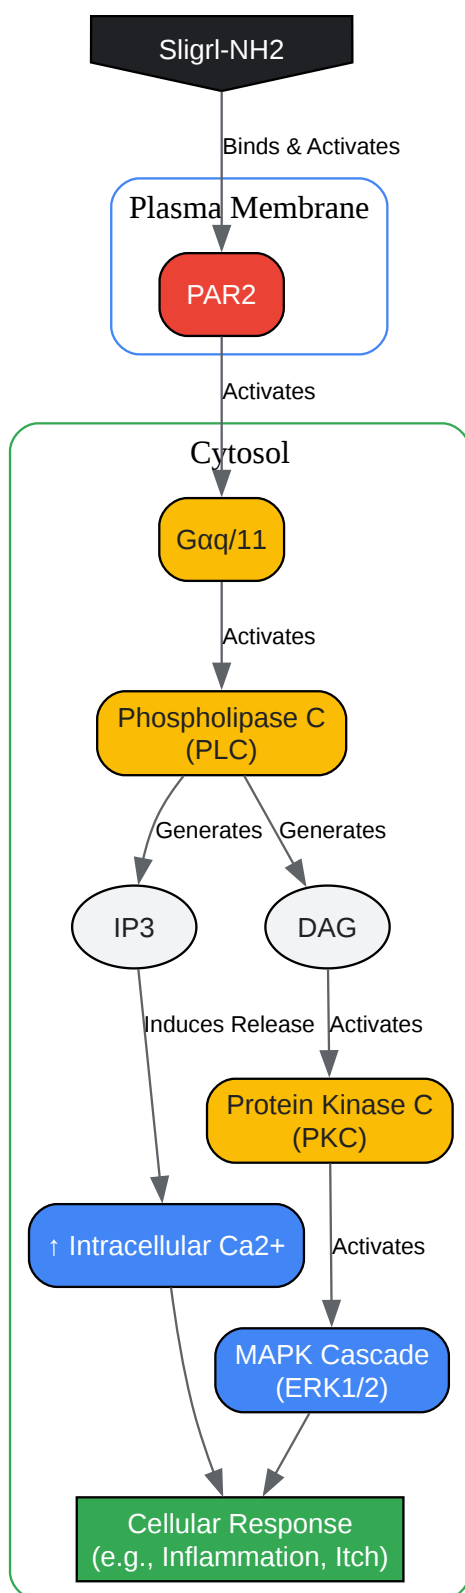 Sligrl-NH2
Binds & Activates
Plasma Membrane
PAR2
Activates
Cytosol
Gαq/11
Activates
Phospholipase C
(PLC)
Generates
Generates
IP3
DAG
Induces Release
Activates
Protein Kinase C
(PKC)
↑ Intracellular Ca2+
Activates
MAPK Cascade
(ERK1/2)
Cellular Response
(e.g., Inflammation, Itch)